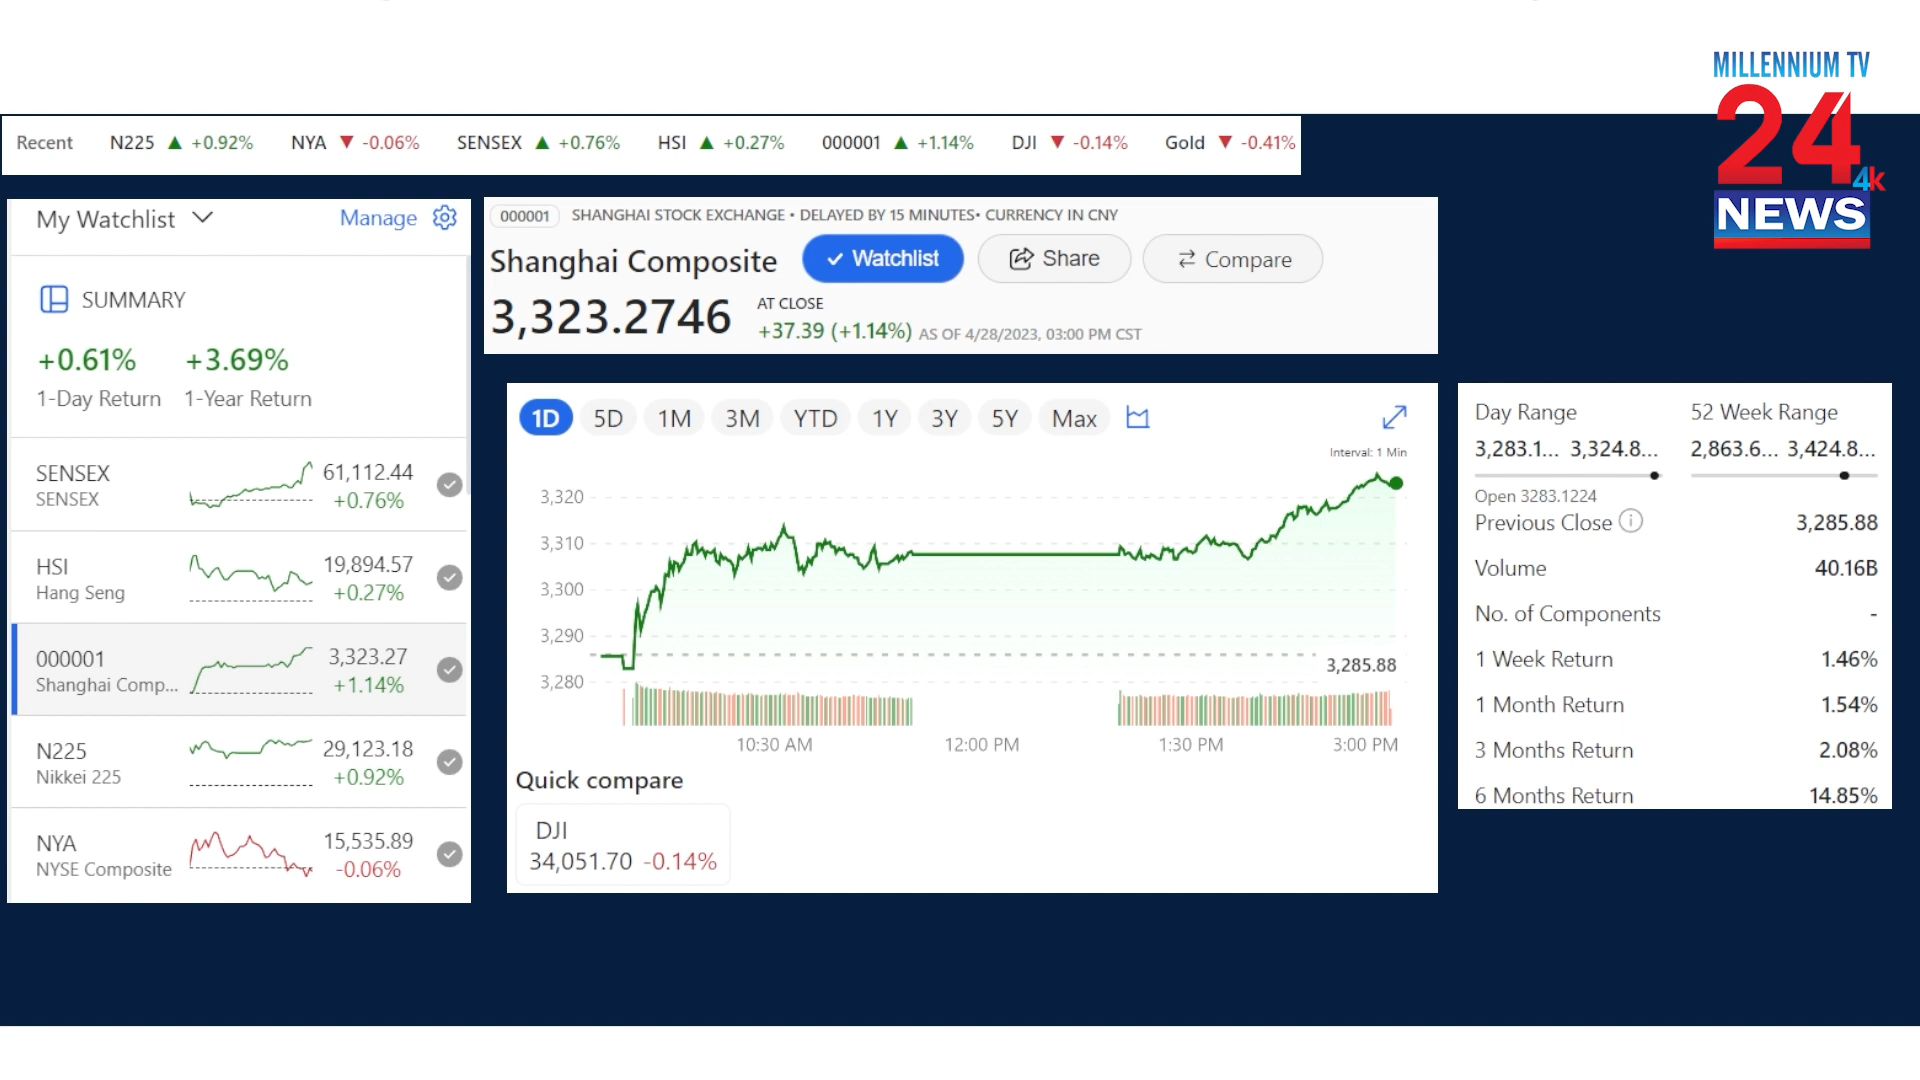 MILLENNIUM TV
24
4k
NEWS
Recent N225 ▲ +0.92% NYA ▼ -0.06% SENSEX ▲ +0.76% HSI ▲ +0.27% 000001 ▲ +1.14% DJI ▼ -0.14% Gold ▼ -0.41%
My Watchlist Manage
SUMMARY
+0.61% +3.69%
1-Day Return 1-Year Return
SENSEX 61,112.44
SENSEX +0.76%
HSI 19,894.57
Hang Seng +0.27%
000001 3,323.27
Shanghai Comp... +1.14%
N225 29,123.18
Nikkei 225 +0.92%
NYA 15,535.89
NYSE Composite -0.06%
000001 SHANGHAI STOCK EXCHANGE • DELAYED BY 15 MINUTES• CURRENCY IN CNY
Shanghai Composite Watchlist Share Compare
3,323.2746
AT CLOSE
+37.39 (+1.14%) AS OF 4/28/2023, 03:00 PM CST
1D 5D 1M 3M YTD 1Y 3Y 5Y Max
Interval: 1 Min
3,320
3,310
3,300
3,290
3,285.88
3,280
10:30 AM 12:00 PM 1:30 PM 3:00 PM
Quick compare
DJI
34,051.70 -0.14%
Day Range 52 Week Range
3,283.1... 3,324.8... 2,863.6... 3,424.8...
Open 3283.1224
Previous Close 3,285.88
Volume 40.16B
No. of Components -
1 Week Return 1.46%
1 Month Return 1.54%
3 Months Return 2.08%
6 Months Return 14.85%